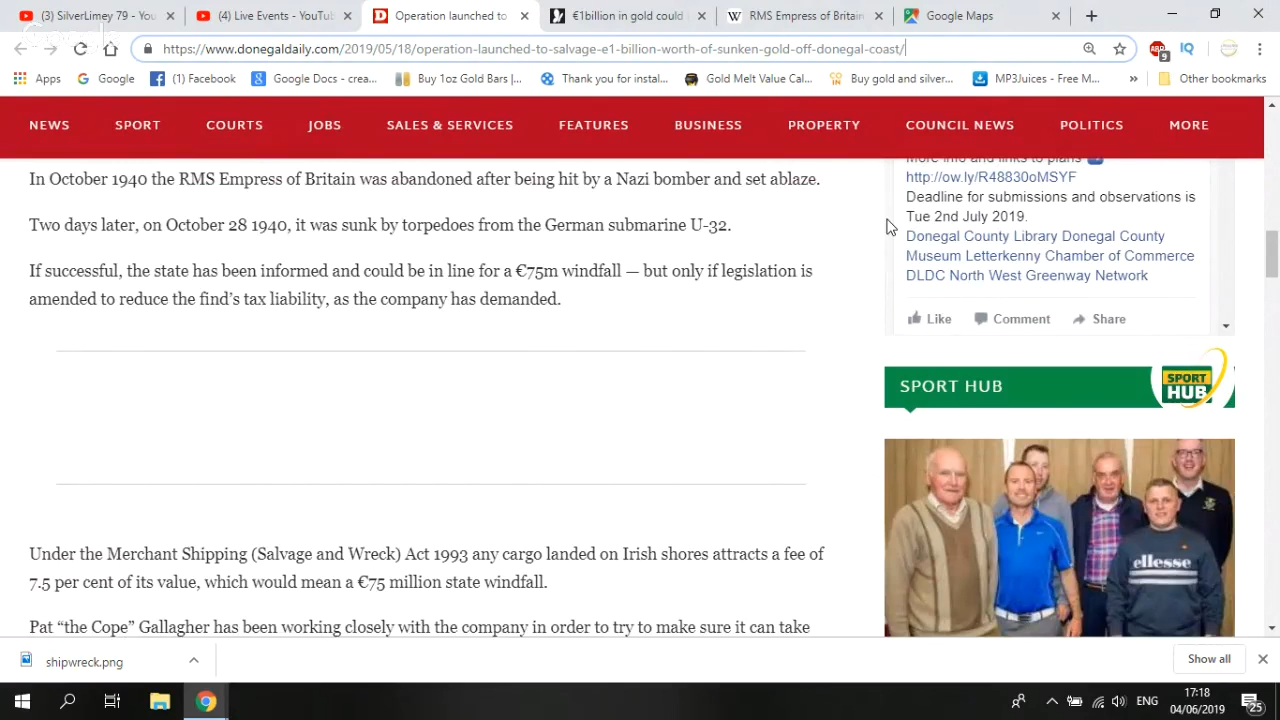 (3) SilverLimey 79 - You
(4) Live Events - YouTub
Operation launched to
€1billion in gold could
RMS Empress of Britain
Google Maps
https://www.donegaldaily.com/2019/05/18/operation-launched-to-salvage-e1-billion-worth-of-sunken-gold-off-donegal-coast/
ABP
9
IQ
Apps
Google
(1) Facebook
Google Docs - crea...
Buy 1oz Gold Bars |...
Thank you for instal...
Gold Melt Value Cal...
Buy gold and silver...
MP3Juices - Free M...
»
Other bookmarks
NEWS
SPORT
COURTS
JOBS
SALES & SERVICES
FEATURES
BUSINESS
PROPERTY
COUNCIL NEWS
POLITICS
MORE
In October 1940 the RMS Empress of Britain was abandoned after being hit by a Nazi bomber and set ablaze.
Two days later, on October 28 1940, it was sunk by torpedoes from the German submarine U-32.
If successful, the state has been informed and could be in line for a €75m windfall — but only if legislation is
amended to reduce the find's tax liability, as the company has demanded.
Under the Merchant Shipping (Salvage and Wreck) Act 1993 any cargo landed on Irish shores attracts a fee of
7.5 per cent of its value, which would mean a €75 million state windfall.
Pat “the Cope” Gallagher has been working closely with the company in order to try to make sure it can take
More info and links to plans
http://ow.ly/R48830oMSYF
Deadline for submissions and observations is
Tue 2nd July 2019.
Donegal County Library Donegal County
Museum Letterkenny Chamber of Commerce
DLDC North West Greenway Network
Like
Comment
Share
SPORT HUB
SPORT
HUB
ellesse
shipwreck.png
Show all
ENG
17:18
04/06/2019
25